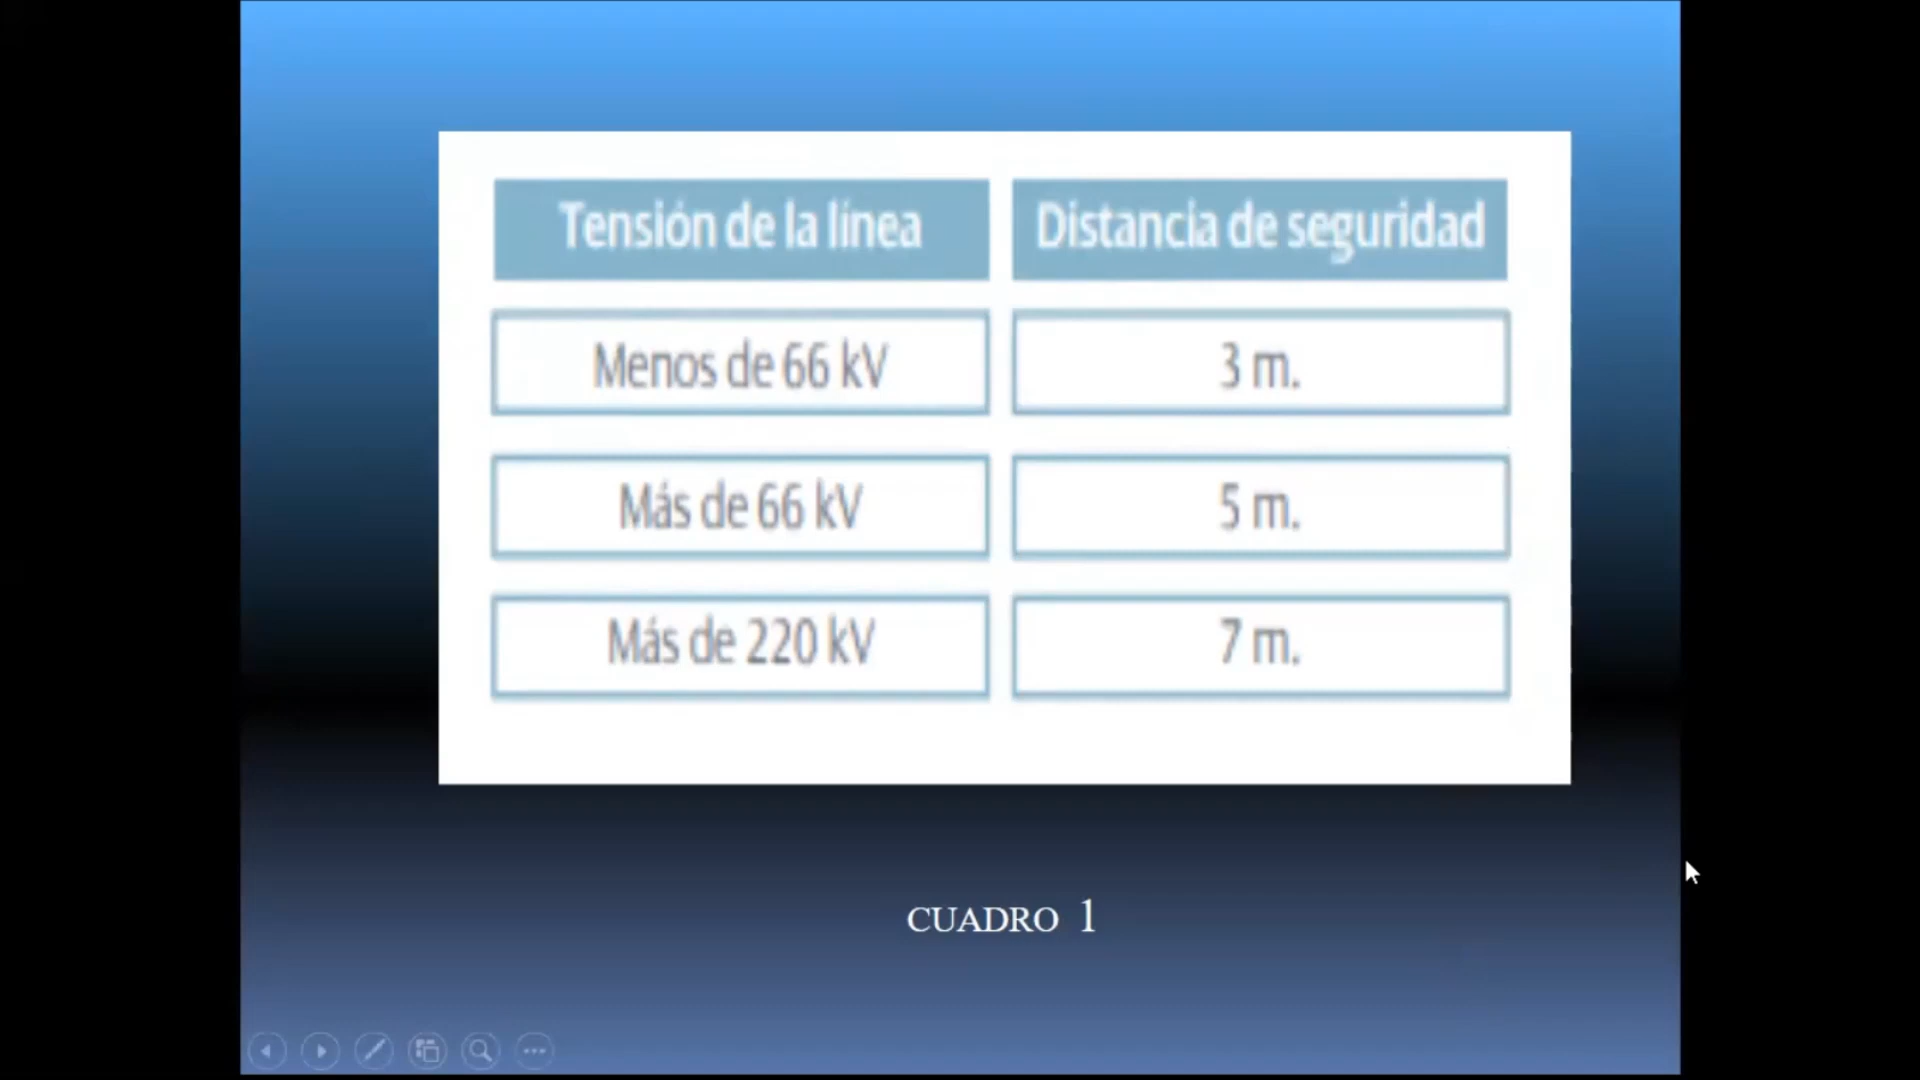 Tensión de la línea Distancia de seguridad
Menos de 66 kV 3 m.
Más de 66 kV 5 m.
Más de 220 kV 7 m.
CUADRO 1